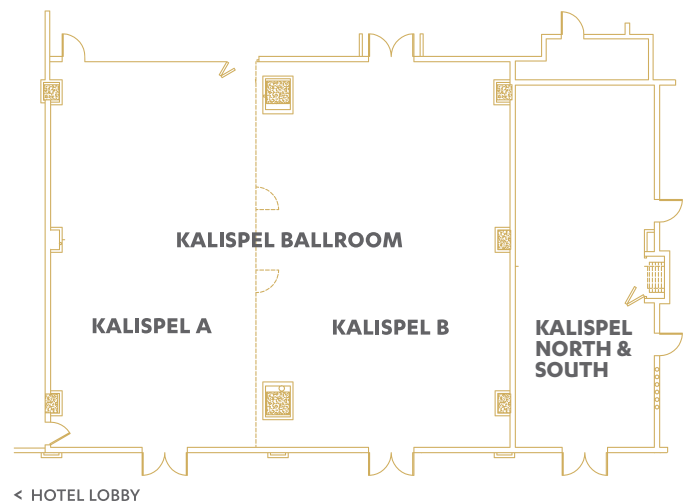 KALISPEL BALLROOM
KALISPEL A
KALISPEL B
KALISPEL
NORTH &
SOUTH
< HOTEL LOBBY